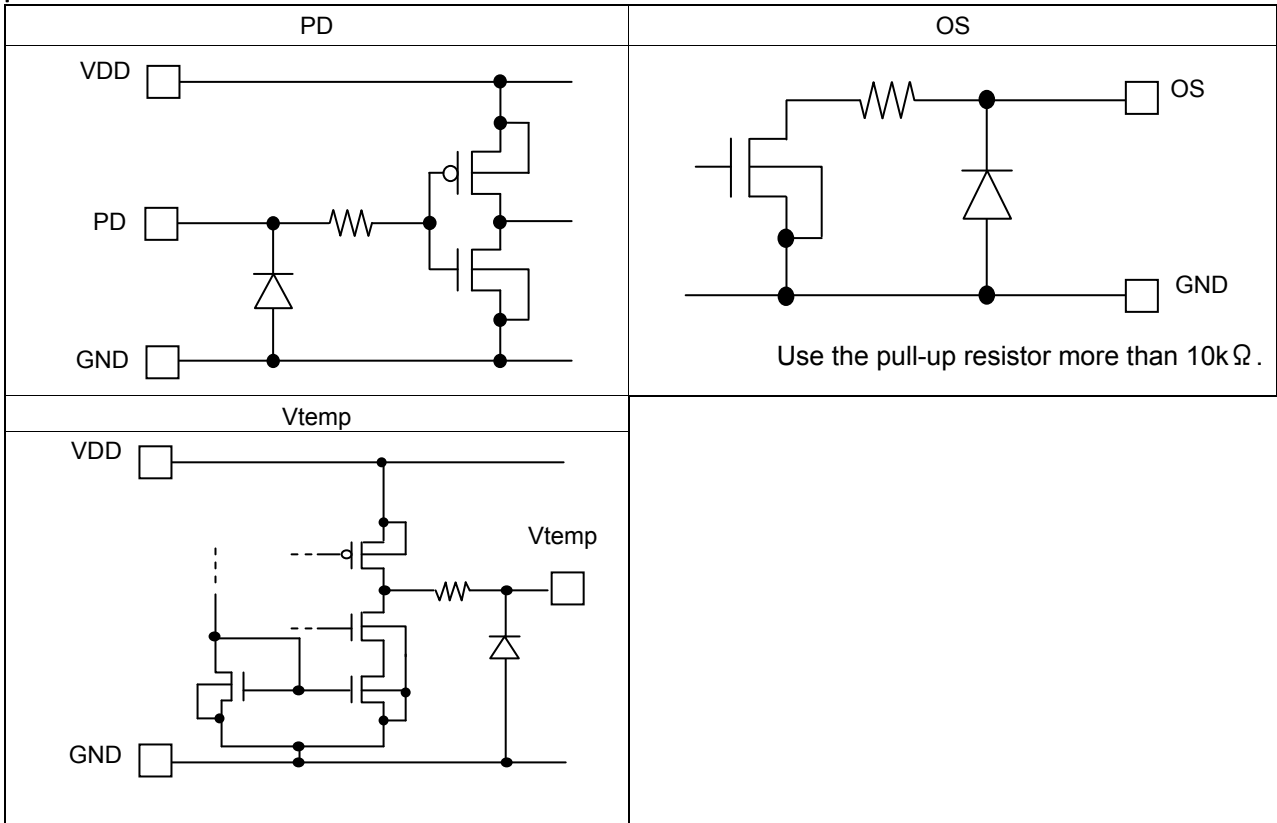 PD
OS
VDD
PD
GND
OS
GND
Use the pull-up resistor more than 10kΩ.
Vtemp
VDD
Vtemp
GND